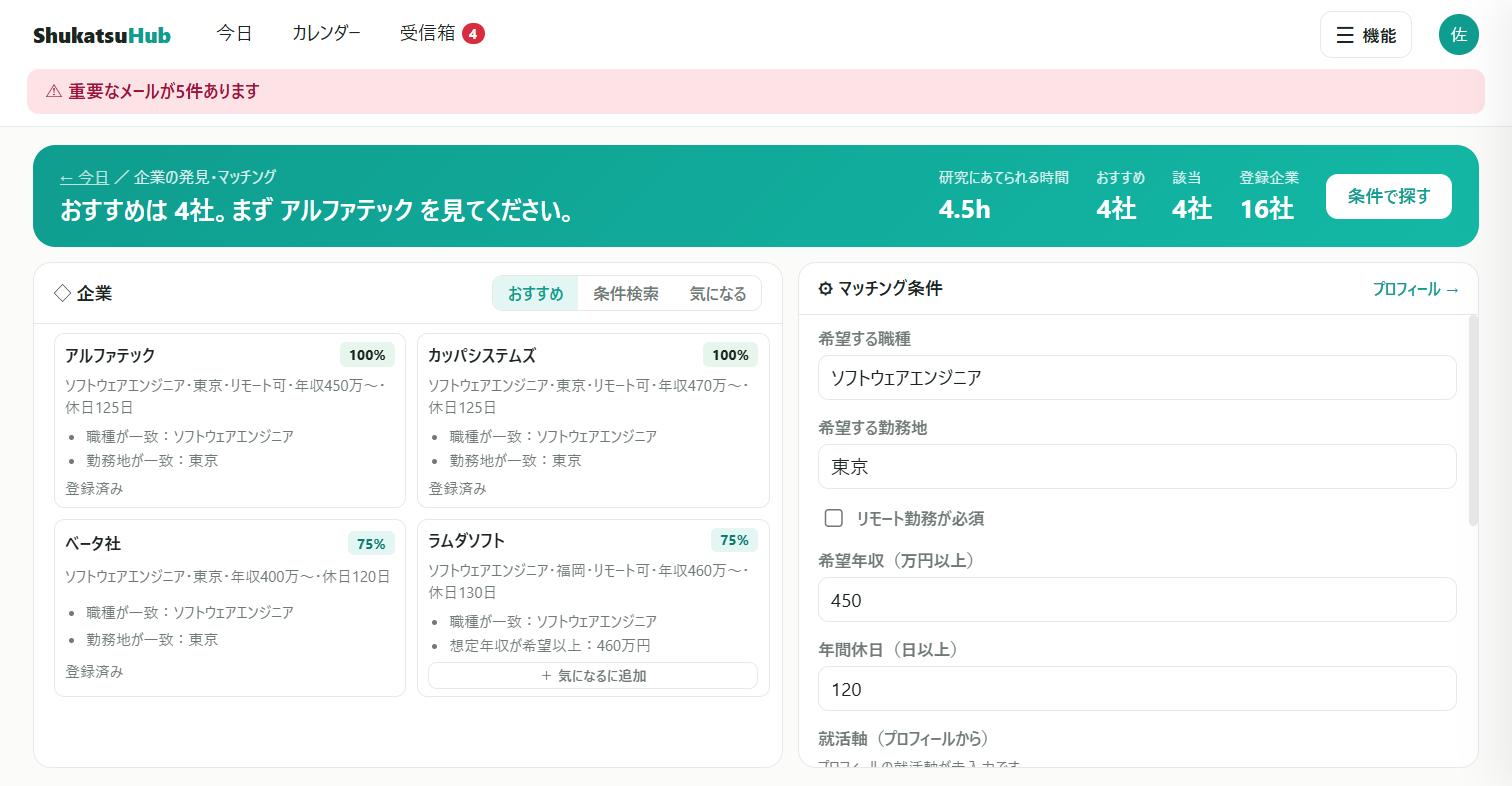 ShukatsuHub 今日 カレンダー 受信箱 4 機能 佐
⚠ 重要なメールが5件あります
← 今日 ／ 企業の発見・マッチング
おすすめは 4社。まず アルファテック を見てください。
研究にあてられる時間 おすすめ 該当 登録企業
4.5h 4社 4社 16社
条件で探す
◇ 企業 おすすめ 条件検索 気になる
アルファテック 100%
ソフトウェアエンジニア・東京・リモート可・年収450万〜・
休日125日
• 職種が一致：ソフトウェアエンジニア
• 勤務地が一致：東京
登録済み
カッパシステムズ 100%
ソフトウェアエンジニア・東京・リモート可・年収470万〜・
休日125日
• 職種が一致：ソフトウェアエンジニア
• 勤務地が一致：東京
登録済み
ベータ社 75%
ソフトウェアエンジニア・東京・年収400万〜・休日120日
• 職種が一致：ソフトウェアエンジニア
• 勤務地が一致：東京
登録済み
ラムダソフト 75%
ソフトウェアエンジニア・福岡・リモート可・年収460万〜・
休日130日
• 職種が一致：ソフトウェアエンジニア
• 想定年収が希望以上：460万円
＋ 気になるに追加
⚙ マッチング条件 プロフィール →
希望する職種
ソフトウェアエンジニア
希望する勤務地
東京
リモート勤務が必須
希望年収（万円以上）
450
年間休日（日以上）
120
就活軸（プロフィールから）
プロフィールの就活軸が未入力です